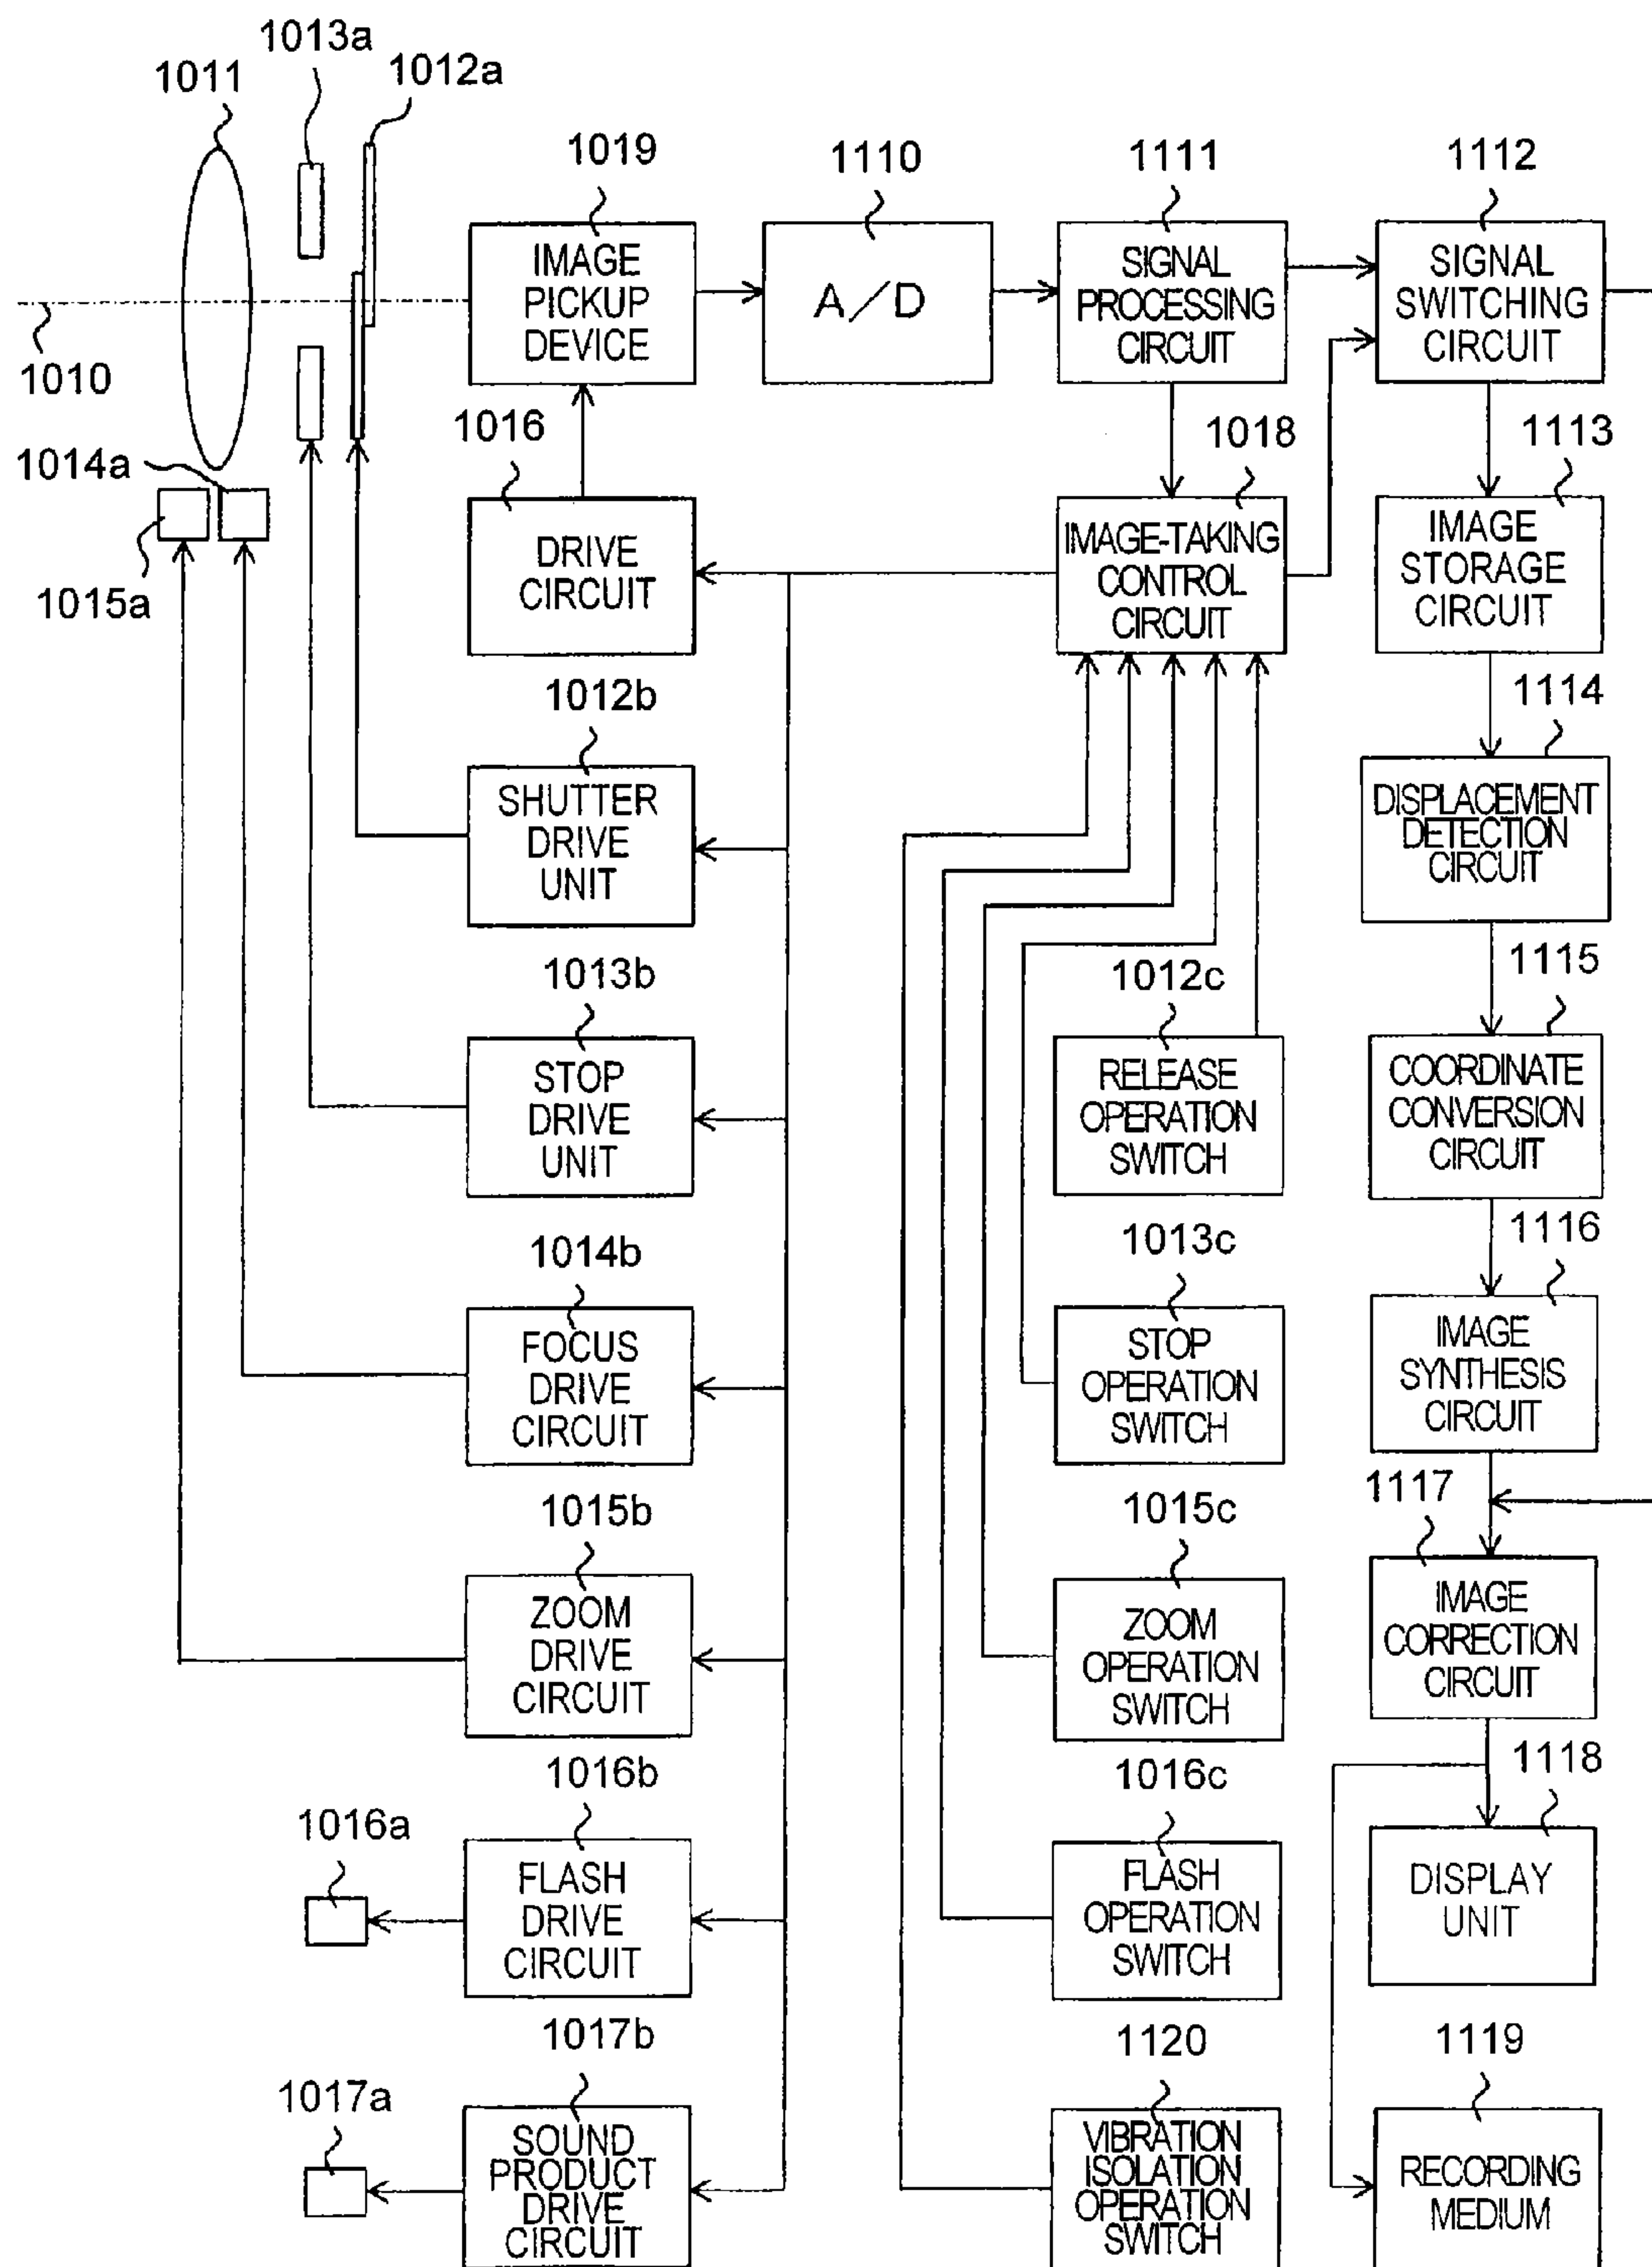 1013a
1011
1012a
1019
1110
1111
1112
IMAGE
PICKUP
DEVICE
A/D
SIGNAL
PROCESSING
CIRCUIT
SIGNAL
SWITCHING
CIRCUIT
1010
1016
1018
1113
1014a
1015a
DRIVE
CIRCUIT
IMAGE-TAKING
CONTROL
CIRCUIT
IMAGE
STORAGE
CIRCUIT
1012b
1114
SHUTTER
DRIVE
UNIT
DISPLACEMENT
DETECTION
CIRCUIT
1013b
1012c
1115
STOP
DRIVE
UNIT
RELEASE
OPERATION
SWITCH
COORDINATE
CONVERSION
CIRCUIT
1014b
1013c
1116
FOCUS
DRIVE
CIRCUIT
STOP
OPERATION
SWITCH
IMAGE
SYNTHESIS
CIRCUIT
1015b
1015c
1117
ZOOM
DRIVE
CIRCUIT
ZOOM
OPERATION
SWITCH
IMAGE
CORRECTION
CIRCUIT
1016b
1016c
1118
1016a
FLASH
DRIVE
CIRCUIT
FLASH
OPERATION
SWITCH
DISPLAY
UNIT
1017b
1120
1119
1017a
SOUND
PRODUCT
DRIVE
CIRCUIT
VIBRATION
ISOLATION
OPERATION
SWITCH
RECORDING
MEDIUM